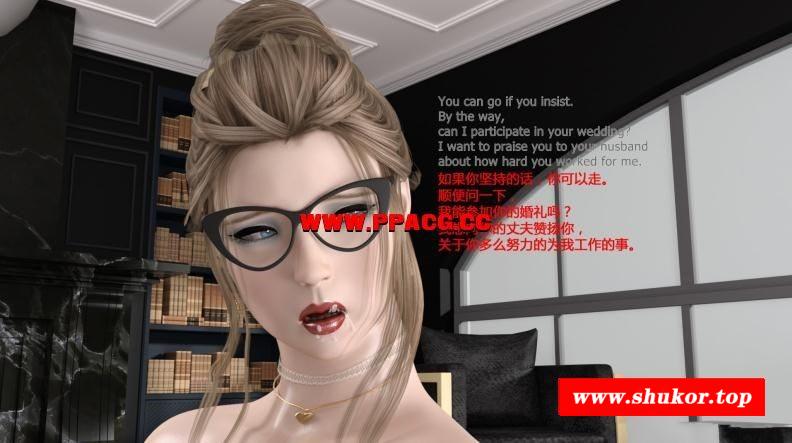 You can go if you insist.
By the way,
can I participate in your wedding?
I want to praise you to your husband
about how hard you worked for me.
如果你坚持的话，你可以走。
顺便问一下
我能参加你的婚礼吗？
WWW.PPACG.CC
的丈夫赞扬你，
关于你多么努力的为我工作的事。
www.shukor.top